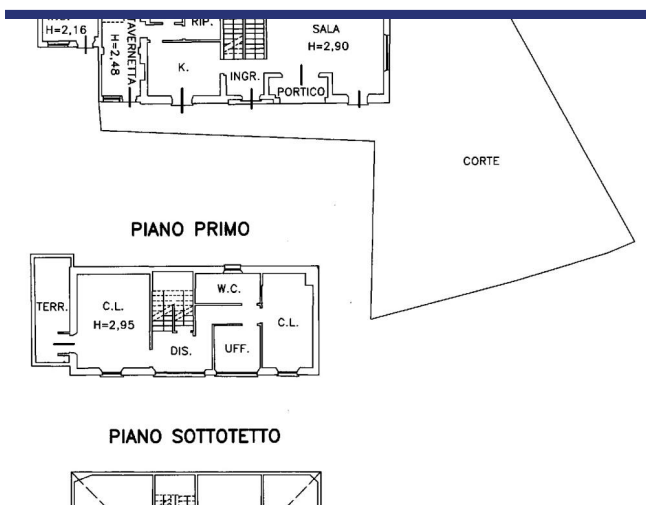 H=2,16
TAVERNETTA
H=2,48
RIP.
K.
INGR.
SALA
H=2,90
PORTICO
CORTE
PIANO PRIMO
TERR.
C.L.
H=2,95
DIS.
W.C.
UFF.
C.L.
PIANO SOTTOTETTO